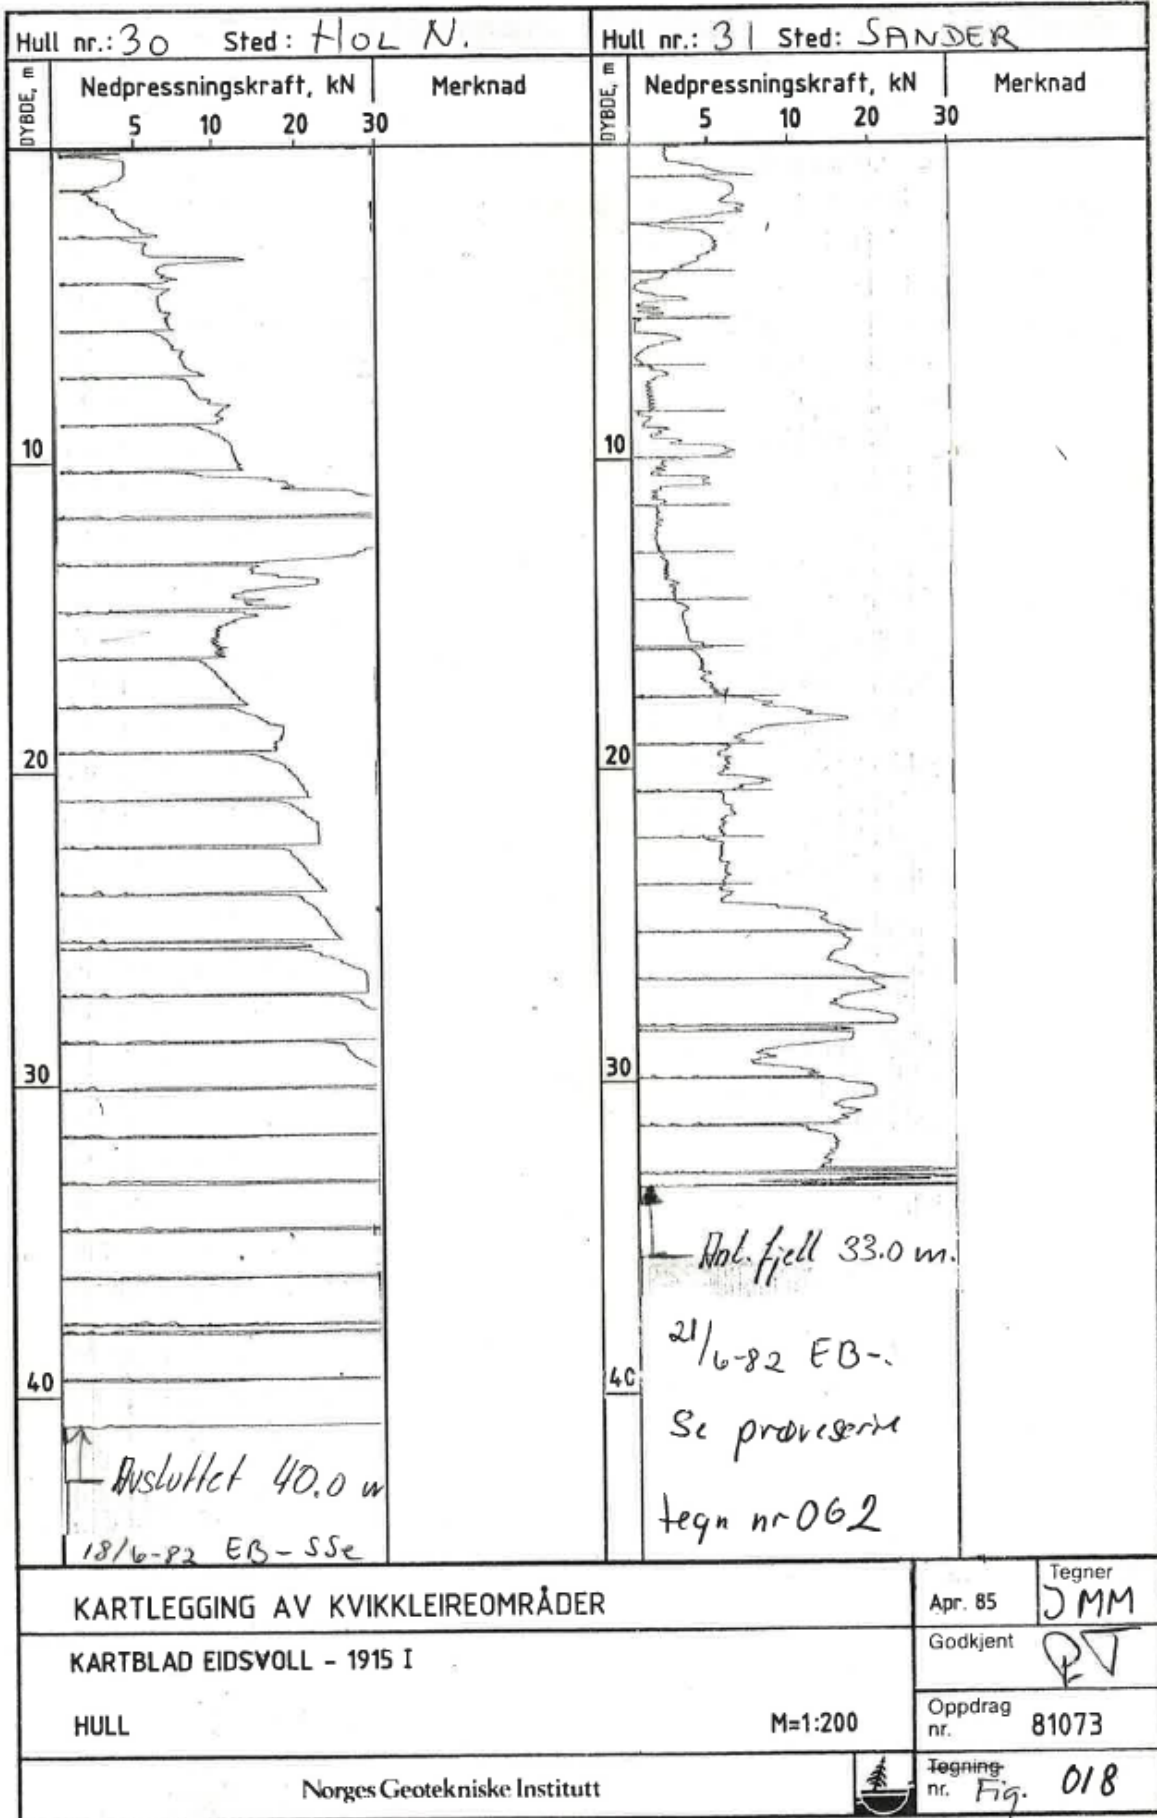 Hull nr.: 30 Sted: HOL N.
DYBDE, m
Nedpressningskraft, kN
Merknad
5 10 20 30
10
20
30
40
Avsluttet 40.0 m
18/6-82 EB-SSe
Hull nr.: 31 Sted: SANDER
DYBDE, m
Nedpressningskraft, kN
Merknad
5 10 20 30
10
20
30
40
Ant. fjell 33.0 m.
21/6-82 EB-.
Se prøveserie
tegn nr 062
KARTLEGGING AV KVIKKLEIREOMRÅDER
KARTBLAD EIDSVOLL - 1915 I
HULL M=1:200
Norges Geotekniske Institutt
Apr. 85
Tegner
JMM
Godkjent
Oppdrag
nr. 81073
Tegning
nr. Fig. 018